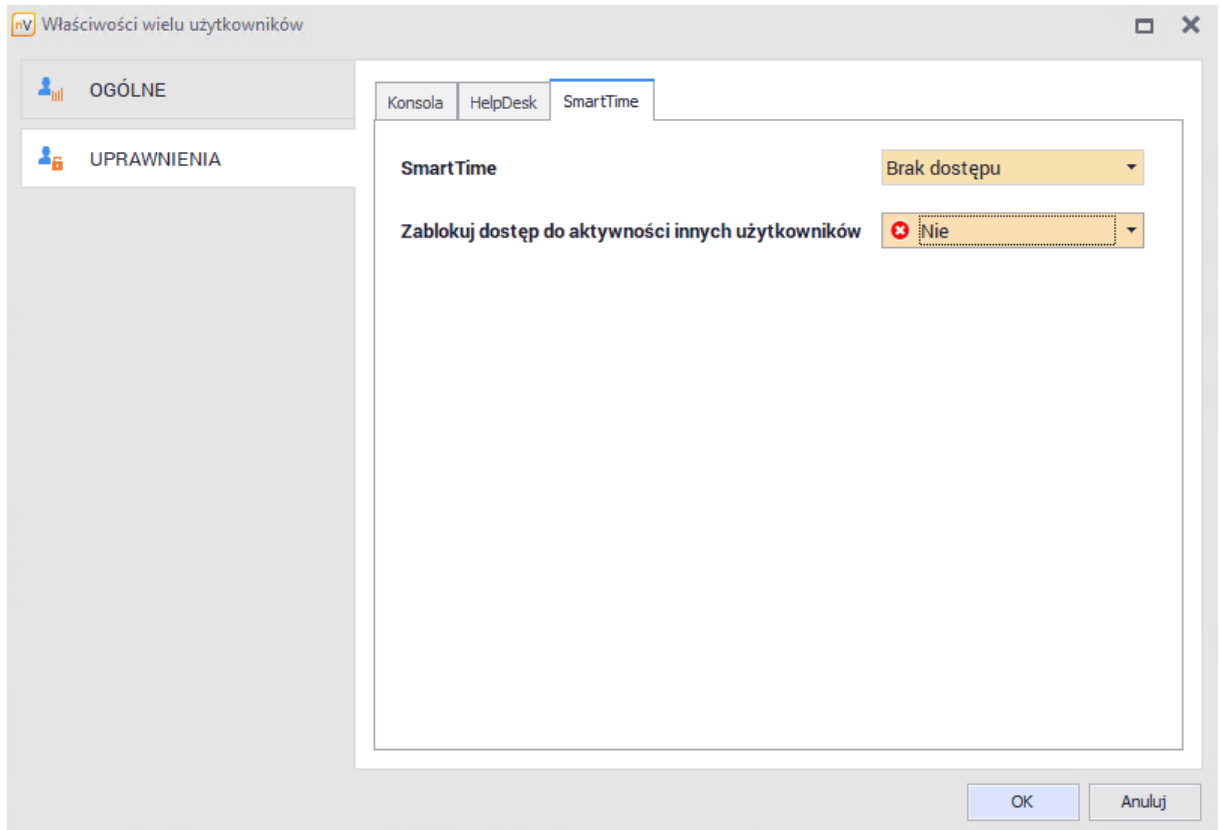 nV Właściwości wielu użytkowników
OGÓLNE
UPRAWNIENIA
Konsola HelpDesk SmartTime
SmartTime Brak dostępu
Zablokuj dostęp do aktywności innych użytkowników Nie
OK Anuluj